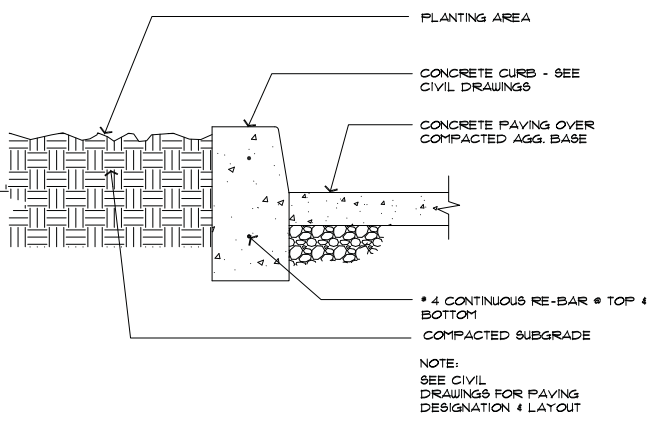 PLANTING AREA
CONCRETE CURB - SEE
CIVIL DRAWINGS
CONCRETE PAVING OVER
COMPACTED AGG. BASE
#4 CONTINUOUS RE-BAR @ TOP &
BOTTOM
COMPACTED SUBGRADE
NOTE:
SEE CIVIL
DRAWINGS FOR PAVING
DESIGNATION & LAYOUT